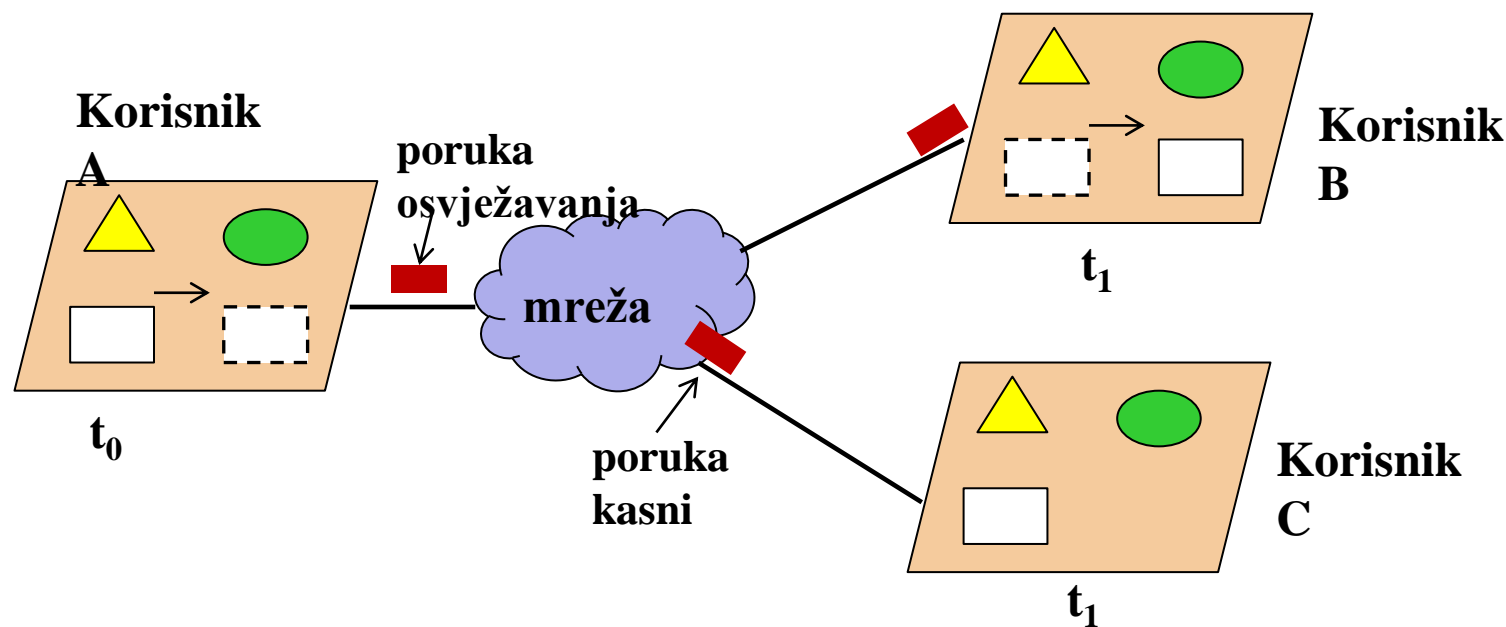 Korisnik
A
poruka
osvježavanja
mreža
t₀
poruka
kasni
Korisnik
B
t₁
Korisnik
C
t₁